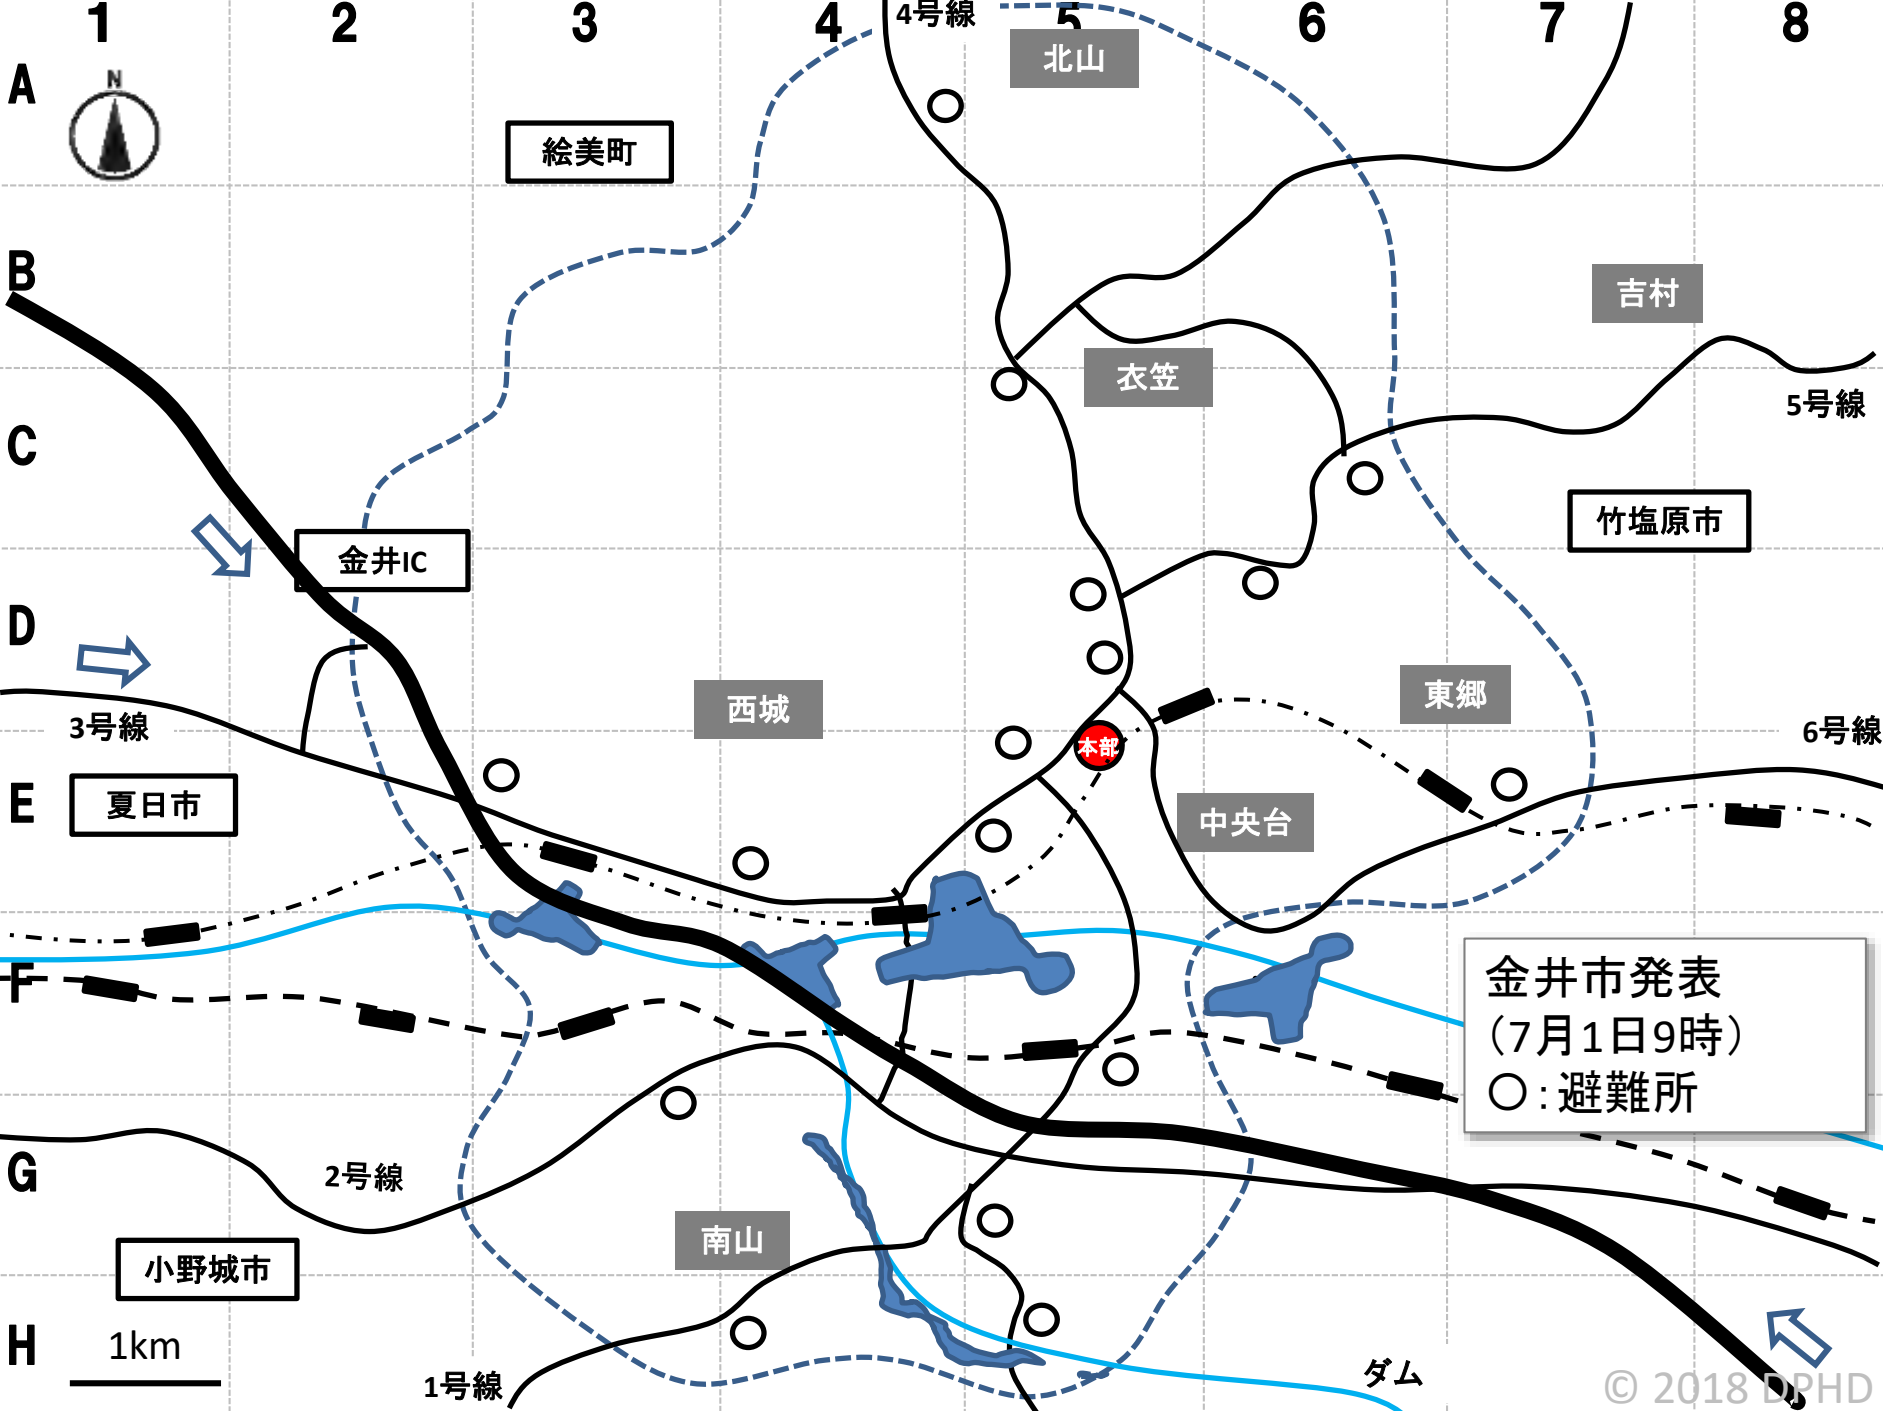 1 2 3 4 5 6 7 8
4号線
北山
A
N
絵美町
B
吉村
衣笠
5号線
C
竹塩原市
金井IC
D
東郷
西城
3号線
6号線
本部
E
夏日市
中央台
F
金井市発表
（7月1日9時）
○：避難所
G
2号線
南山
小野城市
H
1km
1号線
ダム
© 2018 DPHD